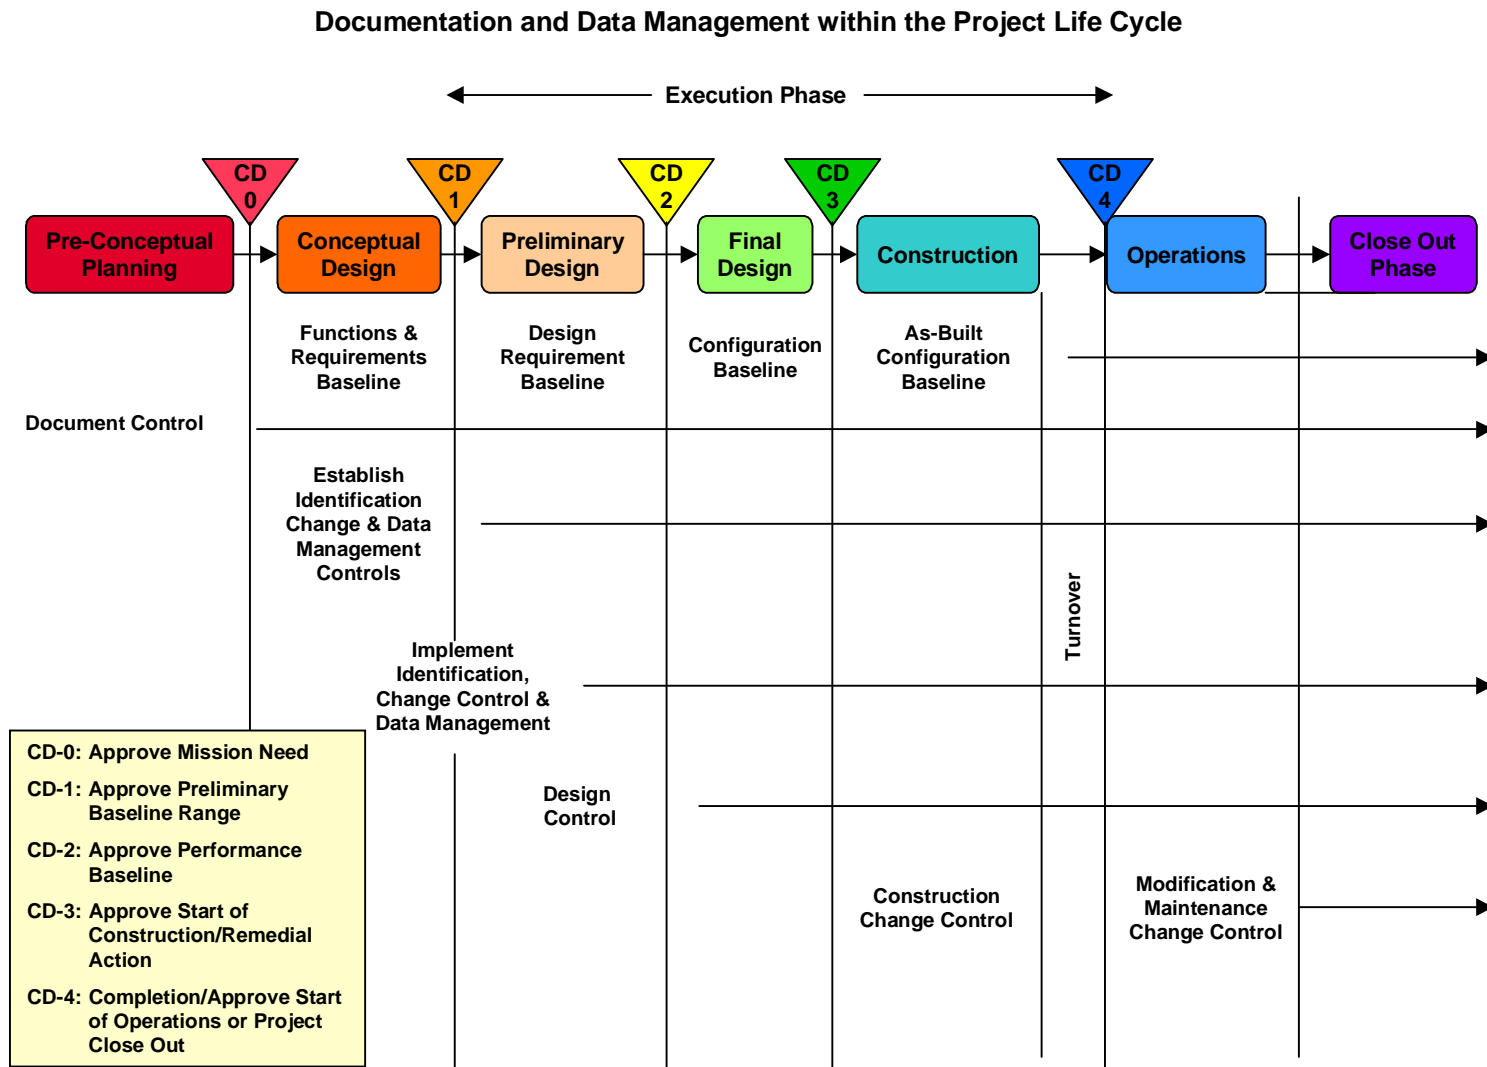 Documentation and Data Management within the Project Life Cycle
Execution Phase
CD
0
CD
1
CD
2
CD
3
CD
4
Pre-Conceptual
Planning
Conceptual
Design
Preliminary
Design
Final
Design
Construction
Operations
Close Out
Phase
Functions &
Requirements
Baseline
Design
Requirement
Baseline
Configuration
Baseline
As-Built
Configuration
Baseline
Document Control
Establish
Identification
Change & Data
Management
Controls
Turnover
Implement
Identification,
Change Control &
Data Management
Design
Control
Construction
Change Control
Modification &
Maintenance
Change Control
CD-0: Approve Mission Need
CD-1: Approve Preliminary
Baseline Range
CD-2: Approve Performance
Baseline
CD-3: Approve Start of
Construction/Remedial
Action
CD-4: Completion/Approve Start
of Operations or Project
Close Out